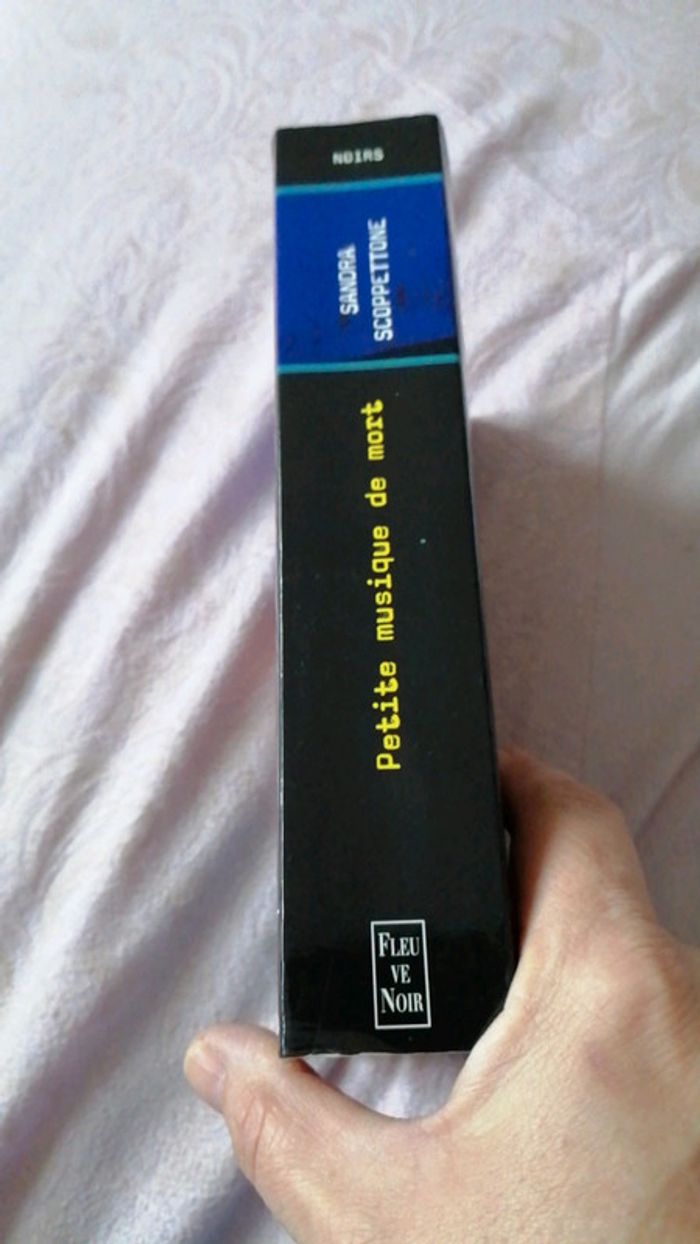 NOIRS
SANDRA
SCOPPETTONE
Petite musique de mort
FLEU
VE
NOIR